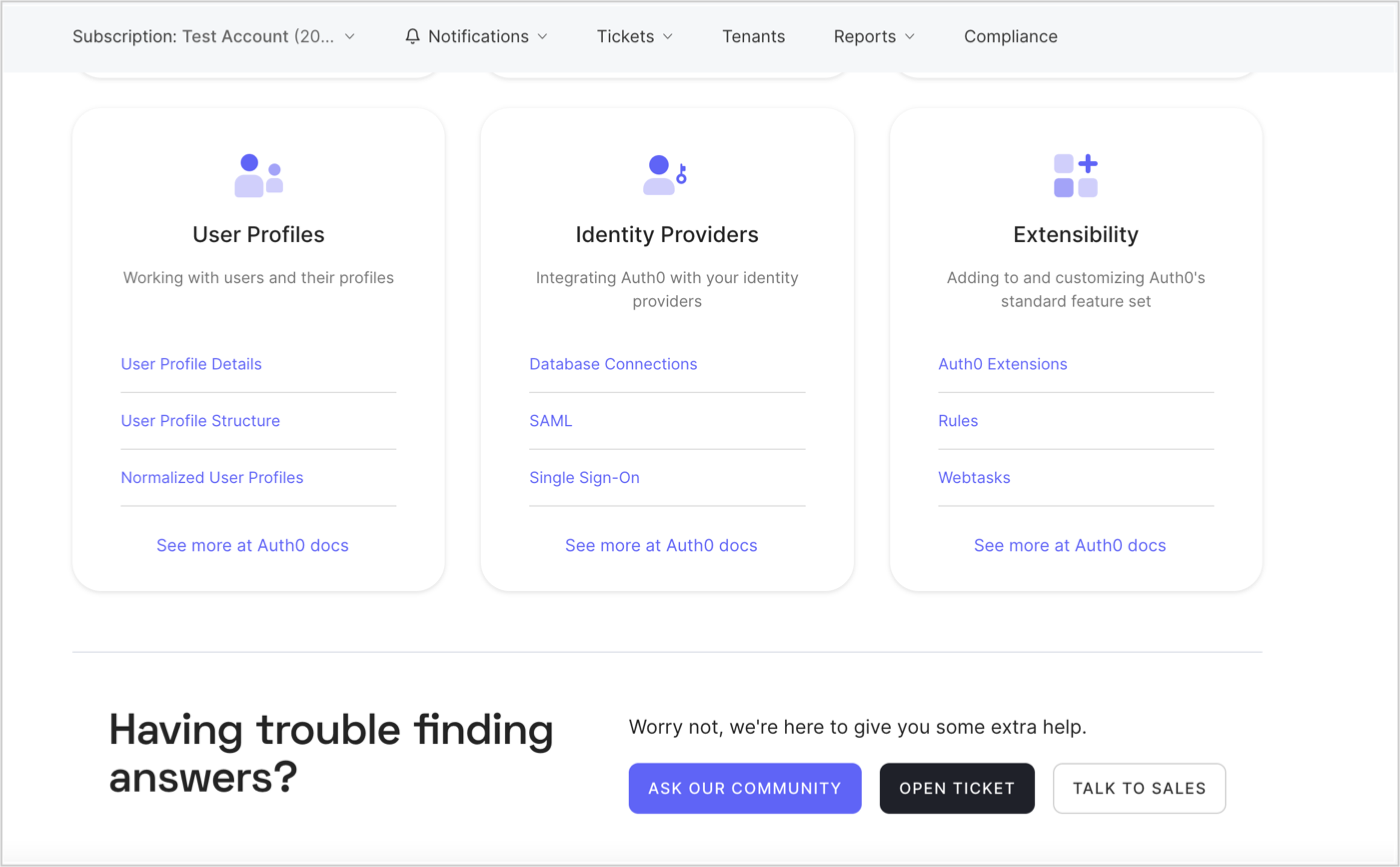 Subscription: Test Account (20...
Notifications
Tickets
Tenants
Reports
Compliance
User Profiles
Working with users and their profiles
User Profile Details
User Profile Structure
Normalized User Profiles
See more at Auth0 docs
Identity Providers
Integrating Auth0 with your identity
providers
Database Connections
SAML
Single Sign-On
See more at Auth0 docs
Extensibility
Adding to and customizing Auth0's
standard feature set
Auth0 Extensions
Rules
Webtasks
See more at Auth0 docs
Having trouble finding
answers?
Worry not, we're here to give you some extra help.
ASK OUR COMMUNITY
OPEN TICKET
TALK TO SALES